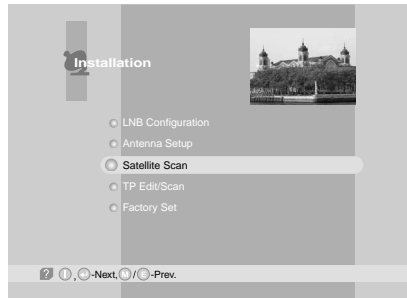 Installation
LNB Configuration
Antenna Setup
Satellite Scan
TP Edit/Scan
Factory Set
? I , ↩ -Next, M / E -Prev.